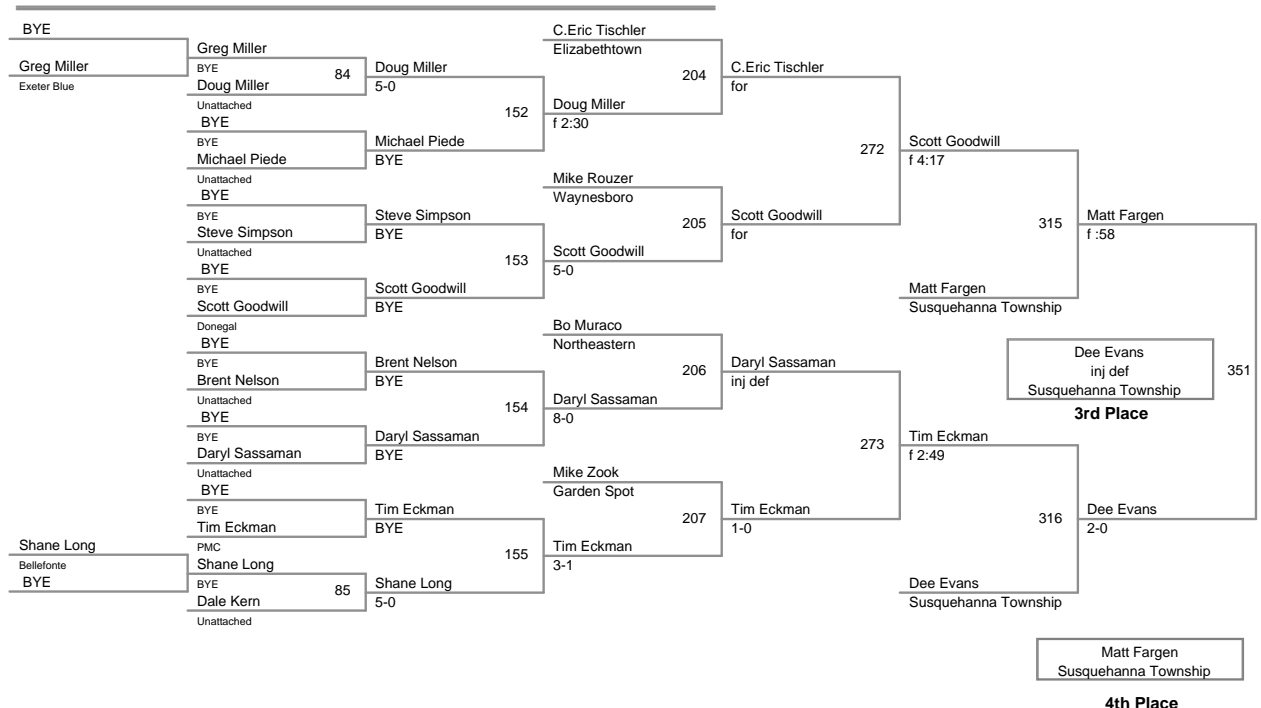 BYE
Greg Miller
Exeter Blue
Shane Long
Bellefonte
BYE
Greg Miller
BYE
84
Doug Miller
Unattached
BYE
BYE
Michael Piede
Unattached
BYE
BYE
Steve Simpson
Unattached
BYE
BYE
Scott Goodwill
Donegal
BYE
BYE
Brent Nelson
Unattached
BYE
BYE
Daryl Sassaman
Unattached
BYE
BYE
Tim Eckman
PMC
Shane Long
BYE
85
Dale Kern
Unattached
Doug Miller
5-0
152
Michael Piede
BYE
Steve Simpson
BYE
153
Scott Goodwill
BYE
Brent Nelson
BYE
154
Daryl Sassaman
BYE
Tim Eckman
BYE
155
Shane Long
5-0
C.Eric Tischler
Elizabethtown
204
Doug Miller
f 2:30
Mike Rouzer
Waynesboro
205
Scott Goodwill
5-0
Bo Muraco
Northeastern
206
Daryl Sassaman
8-0
Mike Zook
Garden Spot
207
Tim Eckman
3-1
C.Eric Tischler
for
272
Scott Goodwill
for
Daryl Sassaman
inj def
273
Tim Eckman
1-0
Scott Goodwill
f 4:17
315
Matt Fargen
Susquehanna Township
Tim Eckman
f 2:49
316
Dee Evans
Susquehanna Township
Matt Fargen
f :58
351
Dee Evans
2-0
Dee Evans
inj def
Susquehanna Township
3rd Place
Matt Fargen
Susquehanna Township
4th Place